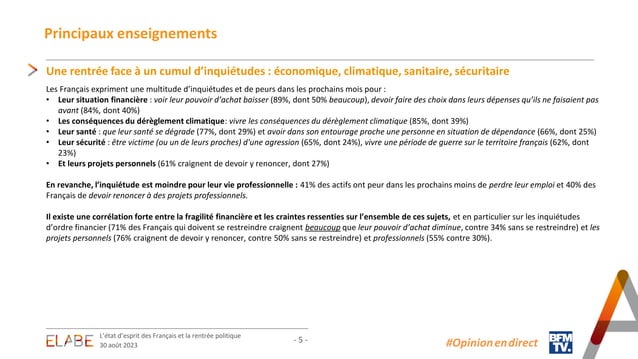 Principaux enseignements
Une rentrée face à un cumul d’inquiétudes : économique, climatique, sanitaire, sécuritaire
Les Français expriment une multitude d’inquiétudes et de peurs dans les prochains mois pour :
• Leur situation financière : voir leur pouvoir d’achat baisser (89%, dont 50% beaucoup), devoir faire des choix dans leurs dépenses qu’ils ne faisaient pas
avant (84%, dont 40%)
• Les conséquences du dérèglement climatique: vivre les conséquences du dérèglement climatique (85%, dont 39%)
• Leur santé : que leur santé se dégrade (77%, dont 29%) et avoir dans son entourage proche une personne en situation de dépendance (66%, dont 25%)
• Leur sécurité : être victime (ou un de leurs proches) d’une agression (65%, dont 24%), vivre une période de guerre sur le territoire français (62%, dont
23%)
• Et leurs projets personnels (61% craignent de devoir y renoncer, dont 27%)
En revanche, l’inquiétude est moindre pour leur vie professionnelle : 41% des actifs ont peur dans les prochains moins de perdre leur emploi et 40% des
Français de devoir renoncer à des projets professionnels.
Il existe une corrélation forte entre la fragilité financière et les craintes ressenties sur l’ensemble de ces sujets, et en particulier sur les inquiétudes
d’ordre financier (71% des Français qui doivent se restreindre craignent beaucoup que leur pouvoir d’achat diminue, contre 34% sans se restreindre) et les
projets personnels (76% craignent de devoir y renoncer, contre 50% sans se restreindre) et professionnels (55% contre 30%).
ELABE
L’état d’esprit des Français et la rentrée politique
30 août 2023
- 5 -
#Opinion en direct
BFM
TV.